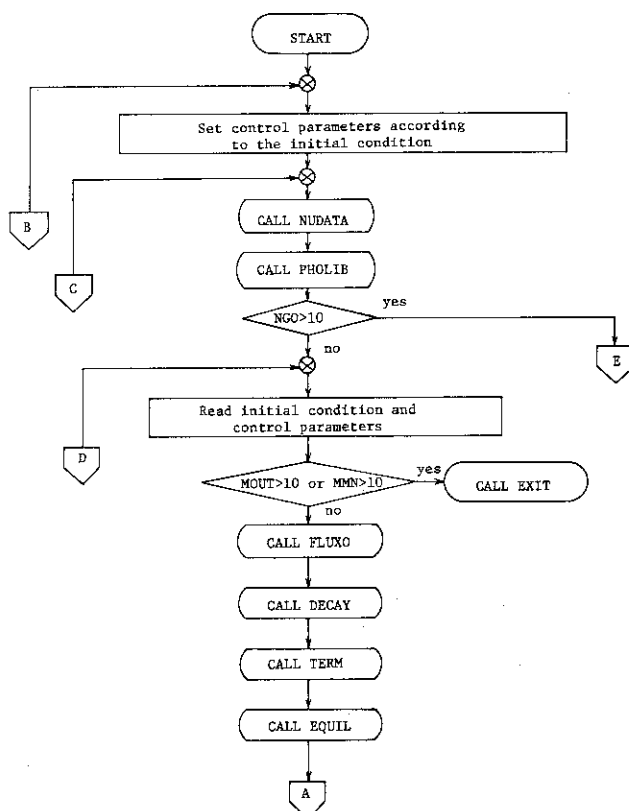 START
Set control parameters according
to the initial condition
B
CALL NUDATA
C
CALL PHOLIB
yes
NGO>10
no
E
Read initial condition and
control parameters
D
yes
MOUT>10 or MMN>10
CALL EXIT
no
CALL FLUXO
CALL DECAY
CALL TERM
CALL EQUIL
A